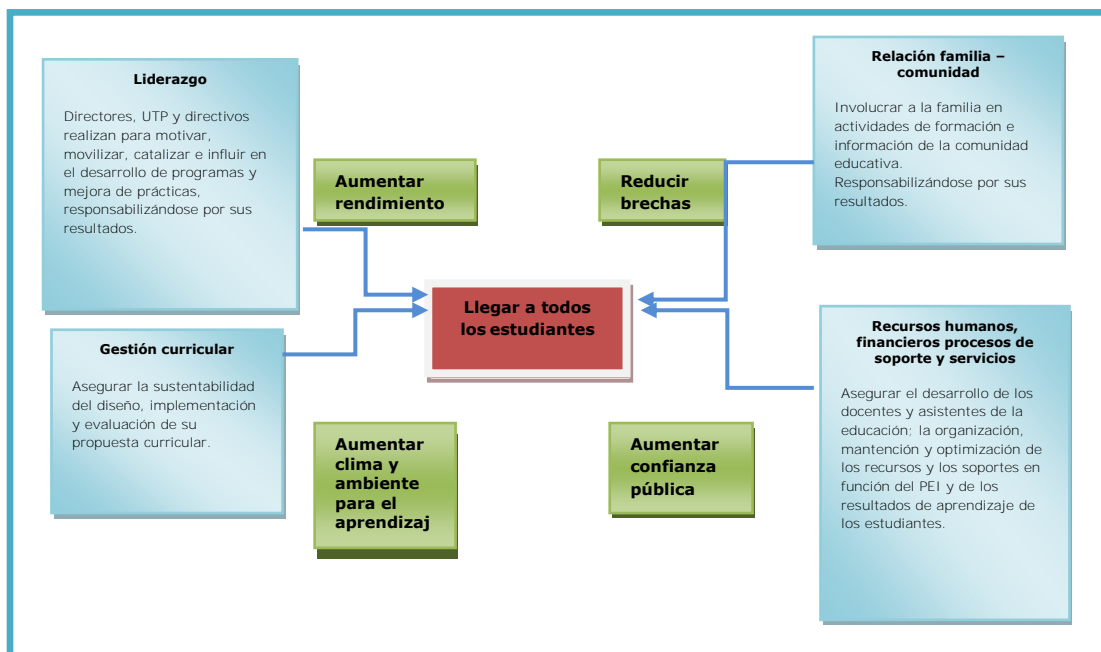 Liderazgo
Directores, UTP y directivos
realizan para motivar,
movilizar, catalizar e influir en
el desarrollo de programas y
mejora de prácticas,
responsabilizándose por sus
resultados.
Relación familia –
comunidad
Involucrar a la familia en
actividades de formación e
información de la comunidad
educativa.
Responsabilizándose por sus
resultados.
Aumentar
rendimiento
Reducir
brechas
Llegar a todos
los estudiantes
Gestión curricular
Asegurar la sustentabilidad
del diseño, implementación
y evaluación de su
propuesta curricular.
Recursos humanos,
financieros procesos de
soporte y servicios
Asegurar el desarrollo de los
docentes y asistentes de la
educación; la organización,
mantención y optimización de
los recursos y los soportes en
función del PEI y de los
resultados de aprendizaje de
los estudiantes.
Aumentar
clima y
ambiente
para el
aprendizaj
Aumentar
confianza
pública